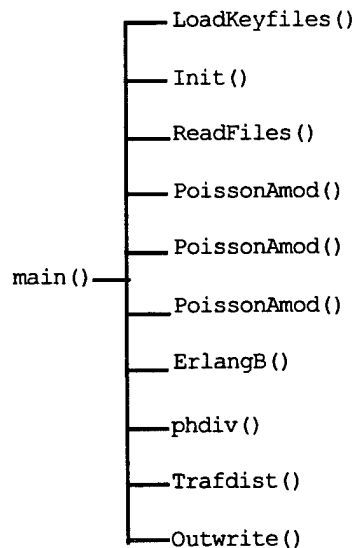 LoadKeyfiles()
Init()
ReadFiles()
PoissonAmod()
PoissonAmod()
main()
PoissonAmod()
ErlangB()
phdiv()
Trafdist()
Outwrite()